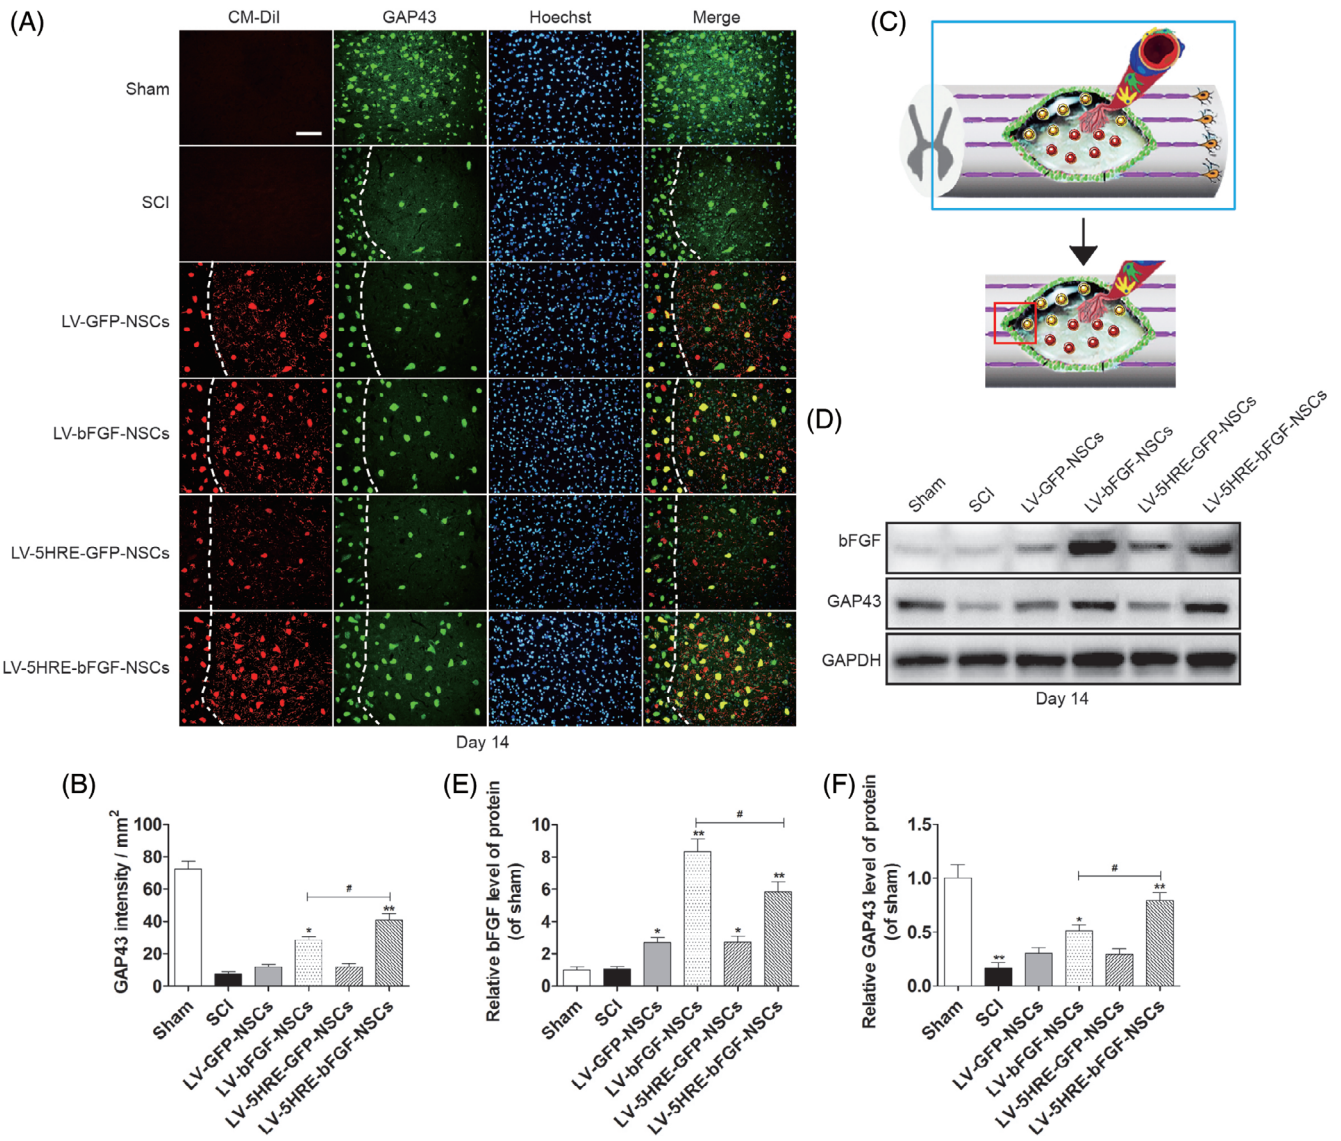 (A)
CM-Dil GAP43 Hoechst Merge
Sham
SCI
LV-GFP-NSCs
LV-bFGF-NSCs
LV-5HRE-GFP-NSCs
LV-5HRE-bFGF-NSCs
Day 14
(C)
(D)
Sham SCI LV-GFP-NSCs LV-bFGF-NSCs LV-5HRE-GFP-NSCs LV-5HRE-bFGF-NSCs
bFGF
GAP43
GAPDH
Day 14
(B)
GAP43 intensity / mm²
100
80
60
40
20
0
* # **
Sham SCI LV-GFP-NSCs LV-bFGF-NSCs LV-5HRE-GFP-NSCs LV-5HRE-bFGF-NSCs
(E)
Relative bFGF level of protein
(of sham)
10
8
6
4
2
0
* ** # * **
Sham SCI LV-GFP-NSCs LV-bFGF-NSCs LV-5HRE-GFP-NSCs LV-5HRE-bFGF-NSCs
(F)
Relative GAP43 level of protein
(of sham)
1.5
1.0
0.5
0.0
** * # **
Sham SCI LV-GFP-NSCs LV-bFGF-NSCs LV-5HRE-GFP-NSCs LV-5HRE-bFGF-NSCs